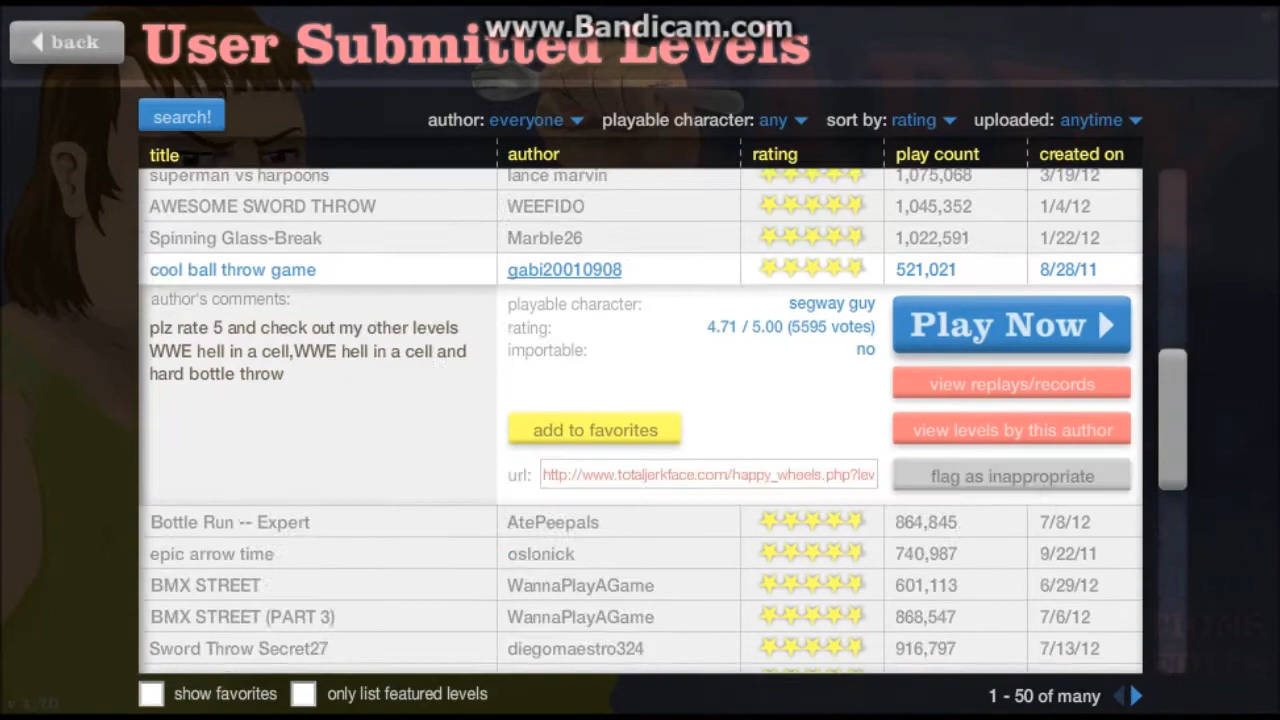 www.Bandicam.com
back
User Submitted Levels
search!
author: everyone playable character: any sort by: rating uploaded: anytime
title author rating play count created on
superman vs harpoons lance marvin 1,075,068 3/19/12
AWESOME SWORD THROW WEEFIDO 1,045,352 1/4/12
Spinning Glass-Break Marble26 1,022,591 1/22/12
cool ball throw game gabi20010908 521,021 8/28/11
author's comments:
plz rate 5 and check out my other levels
WWE hell in a cell,WWE hell in a cell and
hard bottle throw
playable character: segway guy
rating: 4.71 / 5.00 (5595 votes)
importable: no
add to favorites
url: http://www.totaljerkface.com/happy_wheels.php?lev
Play Now
view replays/records
view levels by this author
flag as inappropriate
Bottle Run -- Expert AtePeepals 864,845 7/8/12
epic arrow time oslonick 740,987 9/22/11
BMX STREET WannaPlayAGame 601,113 6/29/12
BMX STREET (PART 3) WannaPlayAGame 868,547 7/6/12
Sword Throw Secret27 diegomaestro324 916,797 7/13/12
show favorites only list featured levels 1 - 50 of many